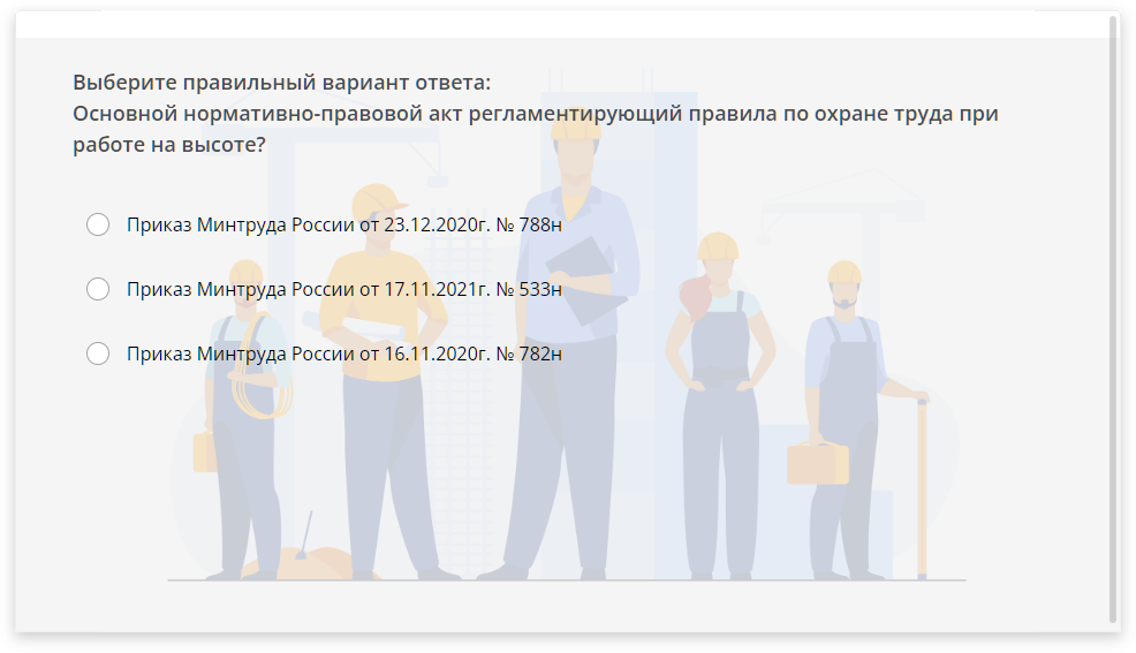 Выберите правильный вариант ответа:
Основной нормативно-правовой акт регламентирующий правила по охране труда при
работе на высоте?
Приказ Минтруда России от 23.12.2020г. № 788н
Приказ Минтруда России от 17.11.2021г. № 533н
Приказ Минтруда России от 16.11.2020г. № 782н